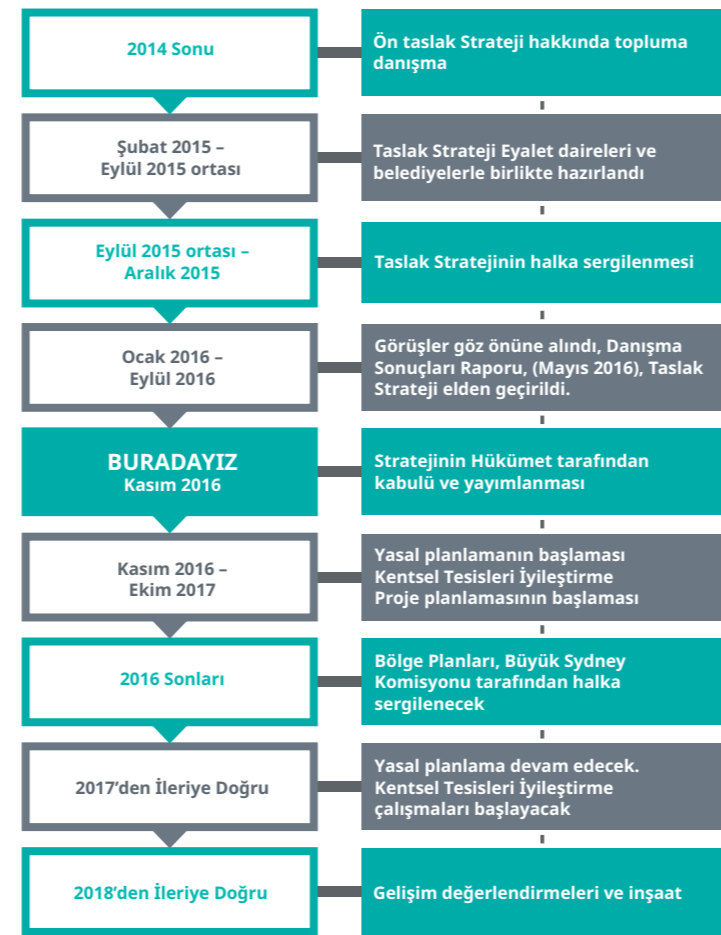 2014 Sonu
Ön taslak Strateji hakkında topluma
danışma
Şubat 2015 –
Eylül 2015 ortası
Taslak Strateji Eyalet daireleri ve
belediyelerle birlikte hazırlandı
Eylül 2015 ortası –
Aralık 2015
Taslak Stratejinin halka sergilenmesi
Ocak 2016 –
Eylül 2016
Görüşler göz önüne alındı, Danışma
Sonuçları Raporu, (Mayıs 2016), Taslak
Strateji elden geçirildi.
BURADAYIZ
Kasım 2016
Stratejinin Hükümet tarafından
kabulü ve yayımlanması
Kasım 2016 –
Ekim 2017
Yasal planlamanın başlaması
Kentsel Tesisleri İyileştirme
Proje planlamasının başlaması
2016 Sonları
Bölge Planları, Büyük Sydney
Komisyonu tarafından halka
sergilenecek
2017’den İleriye Doğru
Yasal planlama devam edecek.
Kentsel Tesisleri İyileştirme
çalışmaları başlayacak
2018’den İleriye Doğru
Gelişim değerlendirmeleri ve inşaat